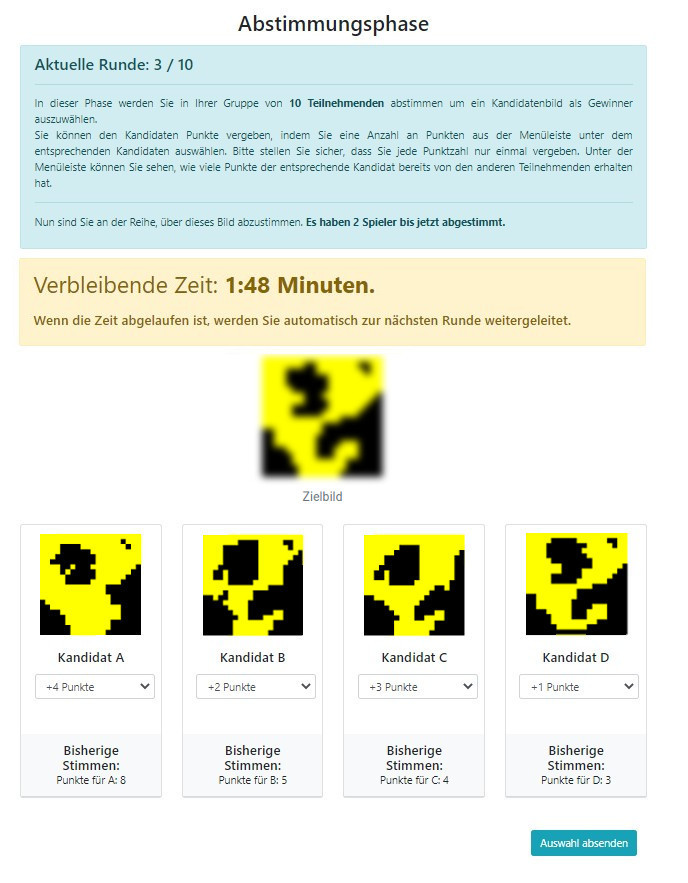 Abstimmungsphase
Aktuelle Runde: 3 / 10
In dieser Phase werden Sie in Ihrer Gruppe von 10 Teilnehmenden abstimmen um ein Kandidatenbild als Gewinner
auszuwählen.
Sie können den Kandidaten Punkte vergeben, indem Sie eine Anzahl an Punkten aus der Menüleiste unter dem
entsprechenden Kandidaten auswählen. Bitte stellen Sie sicher, dass Sie jede Punktzahl nur einmal vergeben. Unter der
Menüleiste können Sie sehen, wie viele Punkte der entsprechende Kandidat bereits von den anderen Teilnehmenden erhalten
hat.
Nun sind Sie an der Reihe, über dieses Bild abzustimmen. Es haben 2 Spieler bis jetzt abgestimmt.
Verbleibende Zeit: 1:48 Minuten.
Wenn die Zeit abgelaufen ist, werden Sie automatisch zur nächsten Runde weitergeleitet.
Zielbild
Kandidat A
+4 Punkte
Bisherige
Stimmen:
Punkte für A: 8
Kandidat B
+2 Punkte
Bisherige
Stimmen:
Punkte für B: 5
Kandidat C
+3 Punkte
Bisherige
Stimmen:
Punkte für C: 4
Kandidat D
+1 Punkte
Bisherige
Stimmen:
Punkte für D: 3
Auswahl absenden